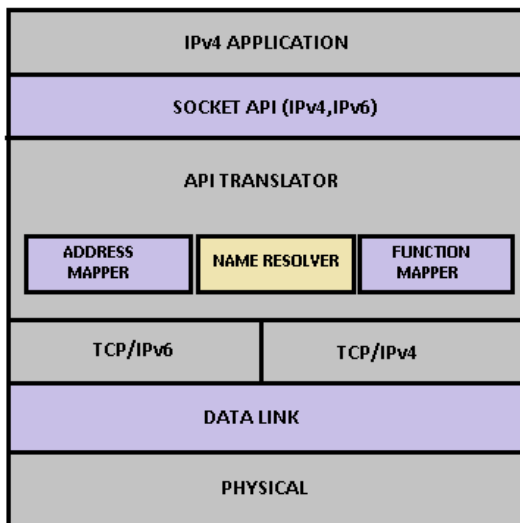 IPv4 APPLICATION
SOCKET API (IPv4,IPv6)
API TRANSLATOR
ADDRESS
MAPPER
NAME RESOLVER
FUNCTION
MAPPER
TCP/IPv6
TCP/IPv4
DATA LINK
PHYSICAL